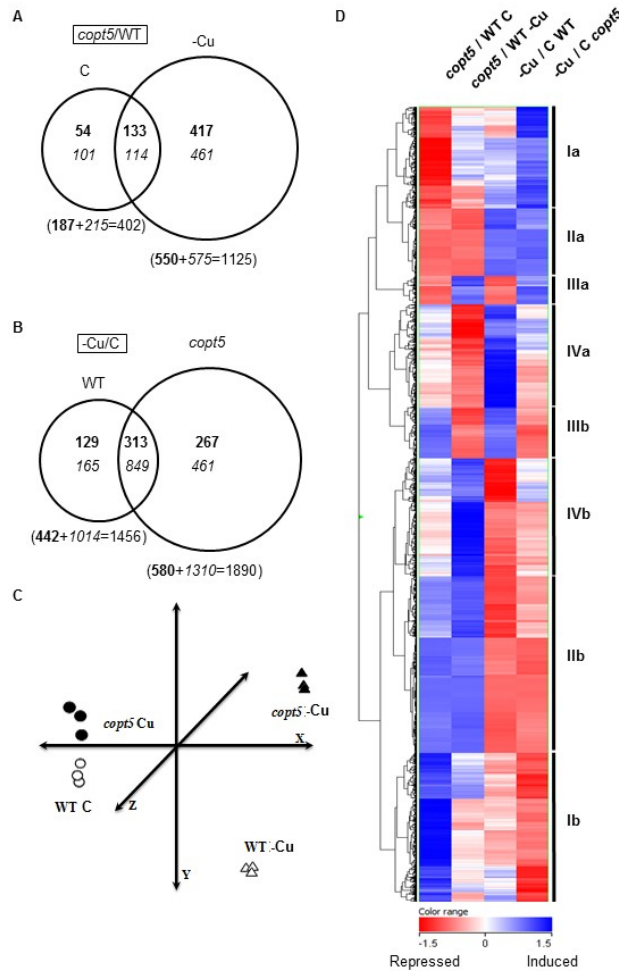 A
copt5/WT
C
-Cu
54 133 417
101 114 461
(187+215=402)
(550+575=1125)
B
-Cu/C
copt5
WT
129 313 267
165 849 461
(442+1014=1456)
(580+1310=1890)
C
copt5 Cu
copt5:-Cu
X
WT C
Z
WT:-Cu
Y
D
copt5 / WT C
copt5 / WT -Cu
-Cu / C WT
-Cu / C copt5
Ia
IIa
IIIa
IVa
IIIb
IVb
IIb
Ib
Color range
-1.5 0 1.5
Repressed Induced